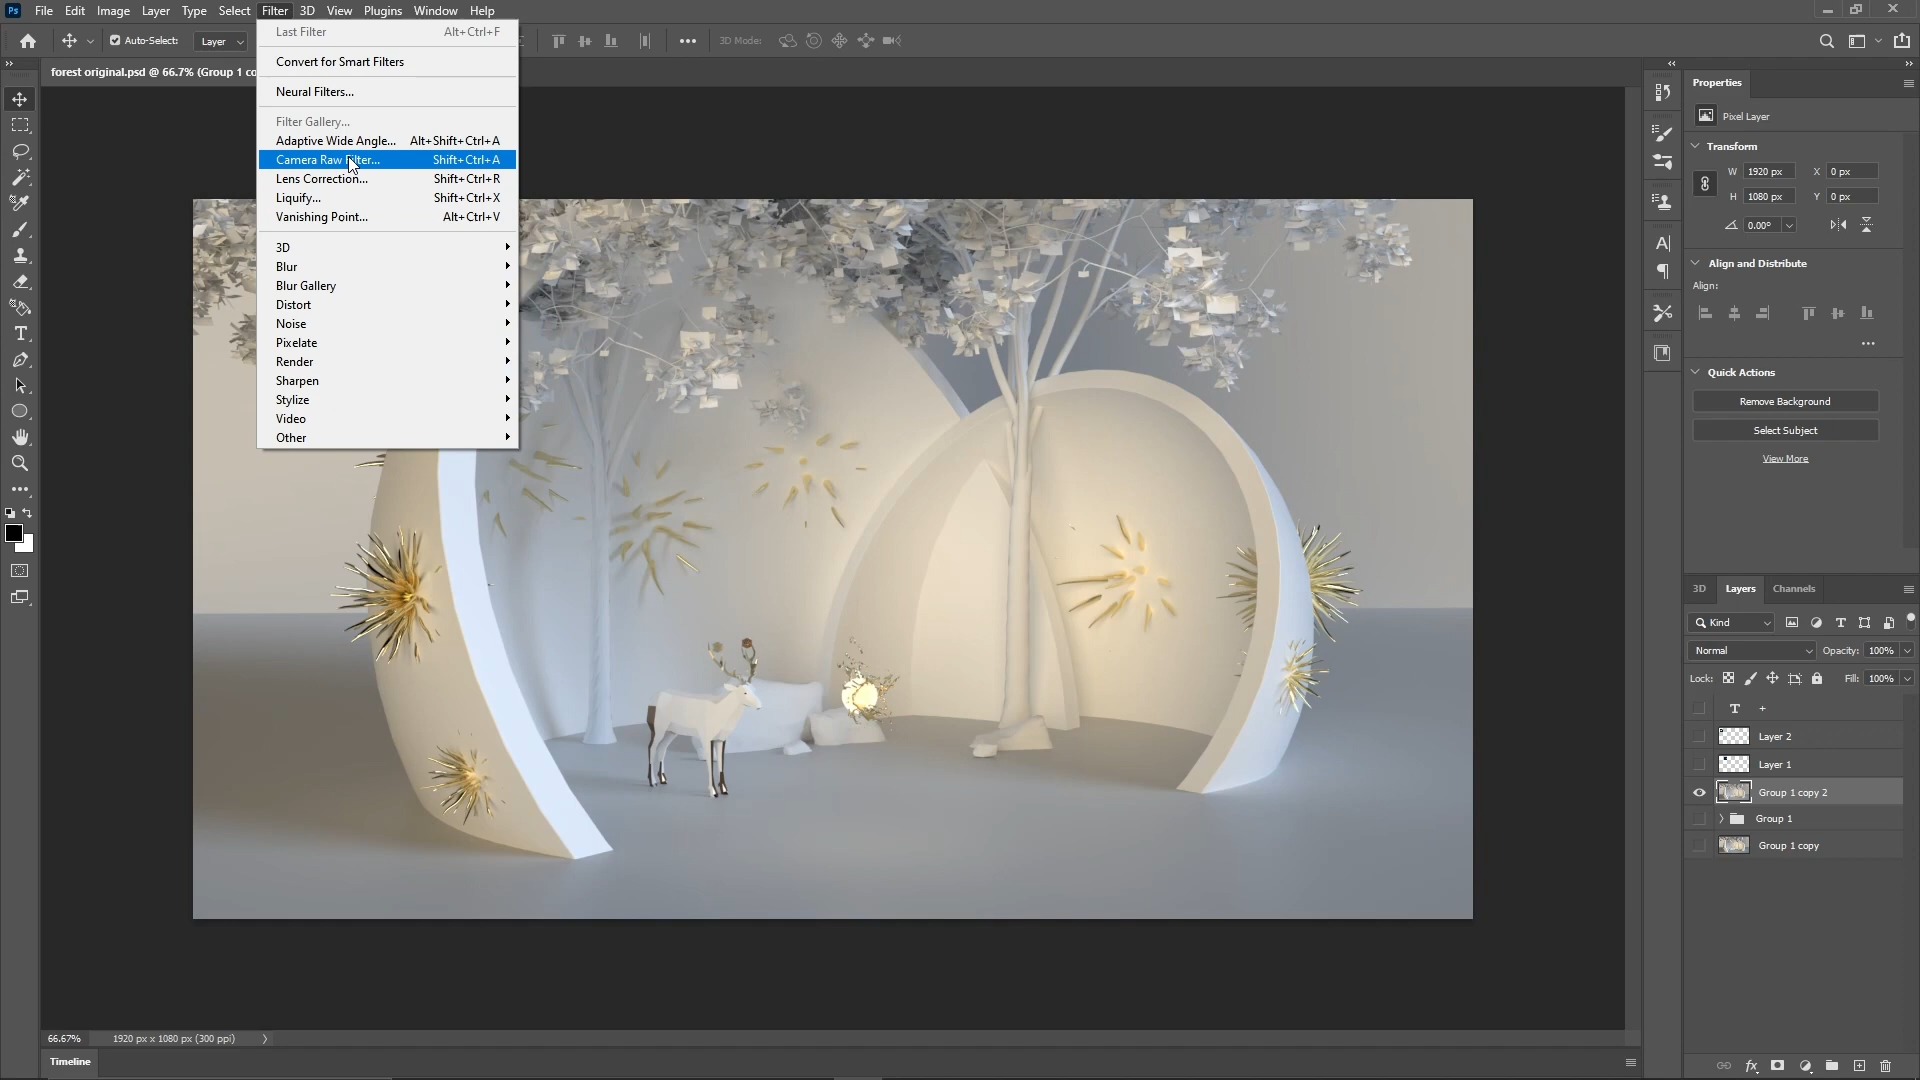 Ps File Edit Image Layer Type Select Filter 3D View Plugins Window Help
Auto-Select: Layer
3D Mode:
forest original.psd @ 66.7% (Group 1 co
Last Filter Alt+Ctrl+F
Convert for Smart Filters
Neural Filters...
Filter Gallery...
Adaptive Wide Angle... Alt+Shift+Ctrl+A
Camera Raw Filter... Shift+Ctrl+A
Lens Correction... Shift+Ctrl+R
Liquify... Shift+Ctrl+X
Vanishing Point... Alt+Ctrl+V
3D
Blur
Blur Gallery
Distort
Noise
Pixelate
Render
Sharpen
Stylize
Video
Other
Properties
Pixel Layer
Transform
W 1920 px X 0 px
H 1080 px Y 0 px
0.00°
Align and Distribute
Align:
Quick Actions
Remove Background
Select Subject
View More
3D Layers Channels
Kind
Normal Opacity: 100%
Lock: Fill: 100%
T +
Layer 2
Layer 1
Group 1 copy 2
Group 1
Group 1 copy
66.67% 1920 px x 1080 px (300 ppi)
Timeline